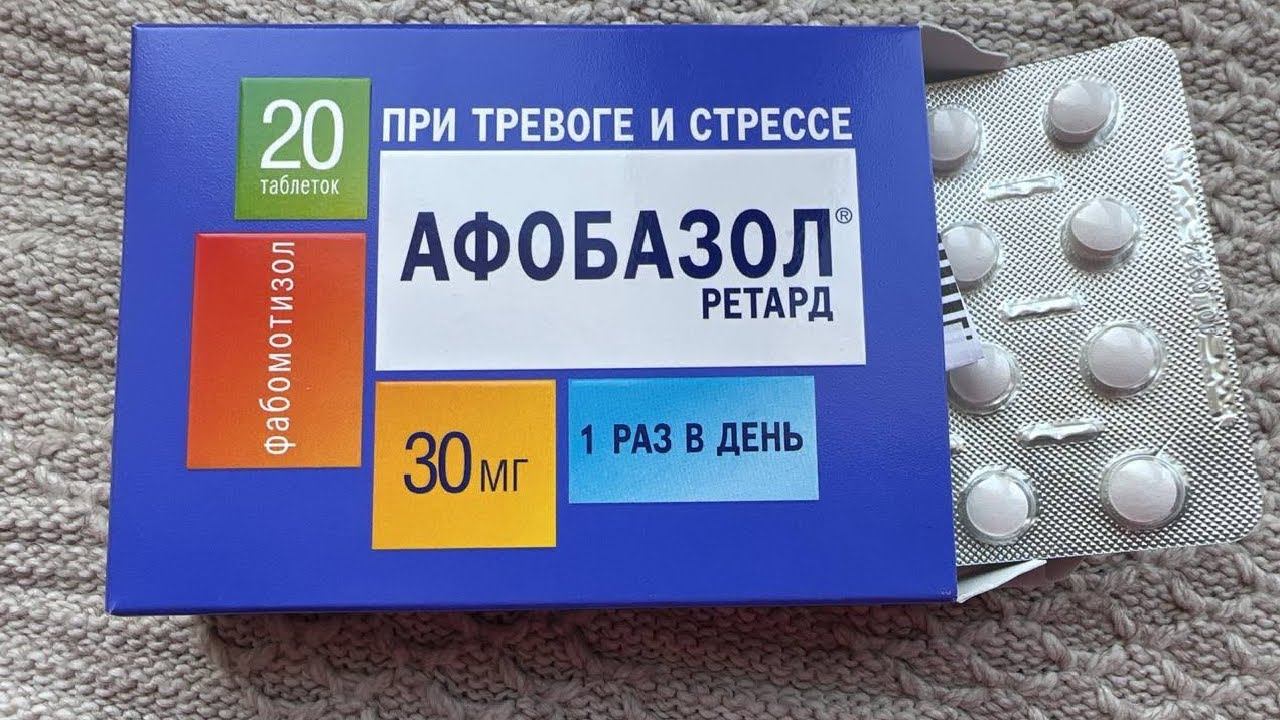 20
таблеток
ПРИ ТРЕВОГЕ И СТРЕССЕ
АФОБАЗОЛ®
РЕТАРД
фабомотизол
30 мг
1 РАЗ В ДЕНЬ